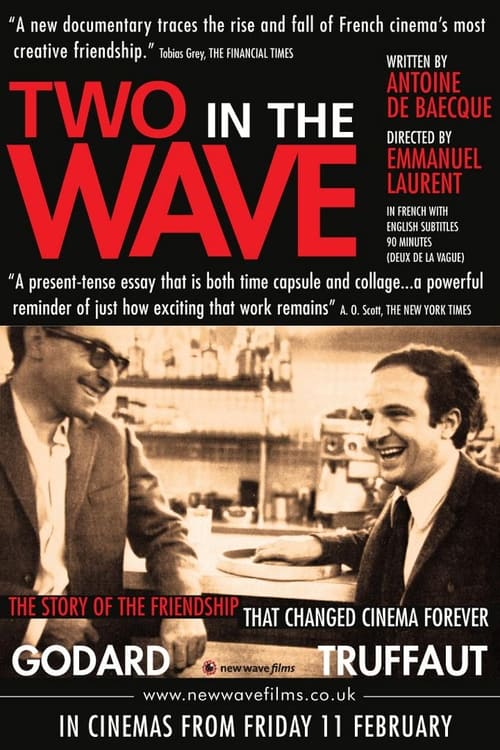 “A new documentary traces the rise and fall of French cinema’s most
creative friendship.” Tobias Grey, THE FINANCIAL TIMES
TWO IN THE
WAVE
WRITTEN BY
ANTOINE
DE BAECQUE
DIRECTED BY
EMMANUEL
LAURENT
IN FRENCH WITH
ENGLISH SUBTITLES
90 MINUTES
(DEUX DE LA VAGUE)
“A present-tense essay that is both time capsule and collage...a powerful
reminder of just how exciting that work remains” A. O. Scott, THE NEW YORK TIMES
THE STORY OF THE FRIENDSHIP THAT CHANGED CINEMA FOREVER
GODARD new wave films TRUFFAUT
www.newwavefilms.co.uk
IN CINEMAS FROM FRIDAY 11 FEBRUARY